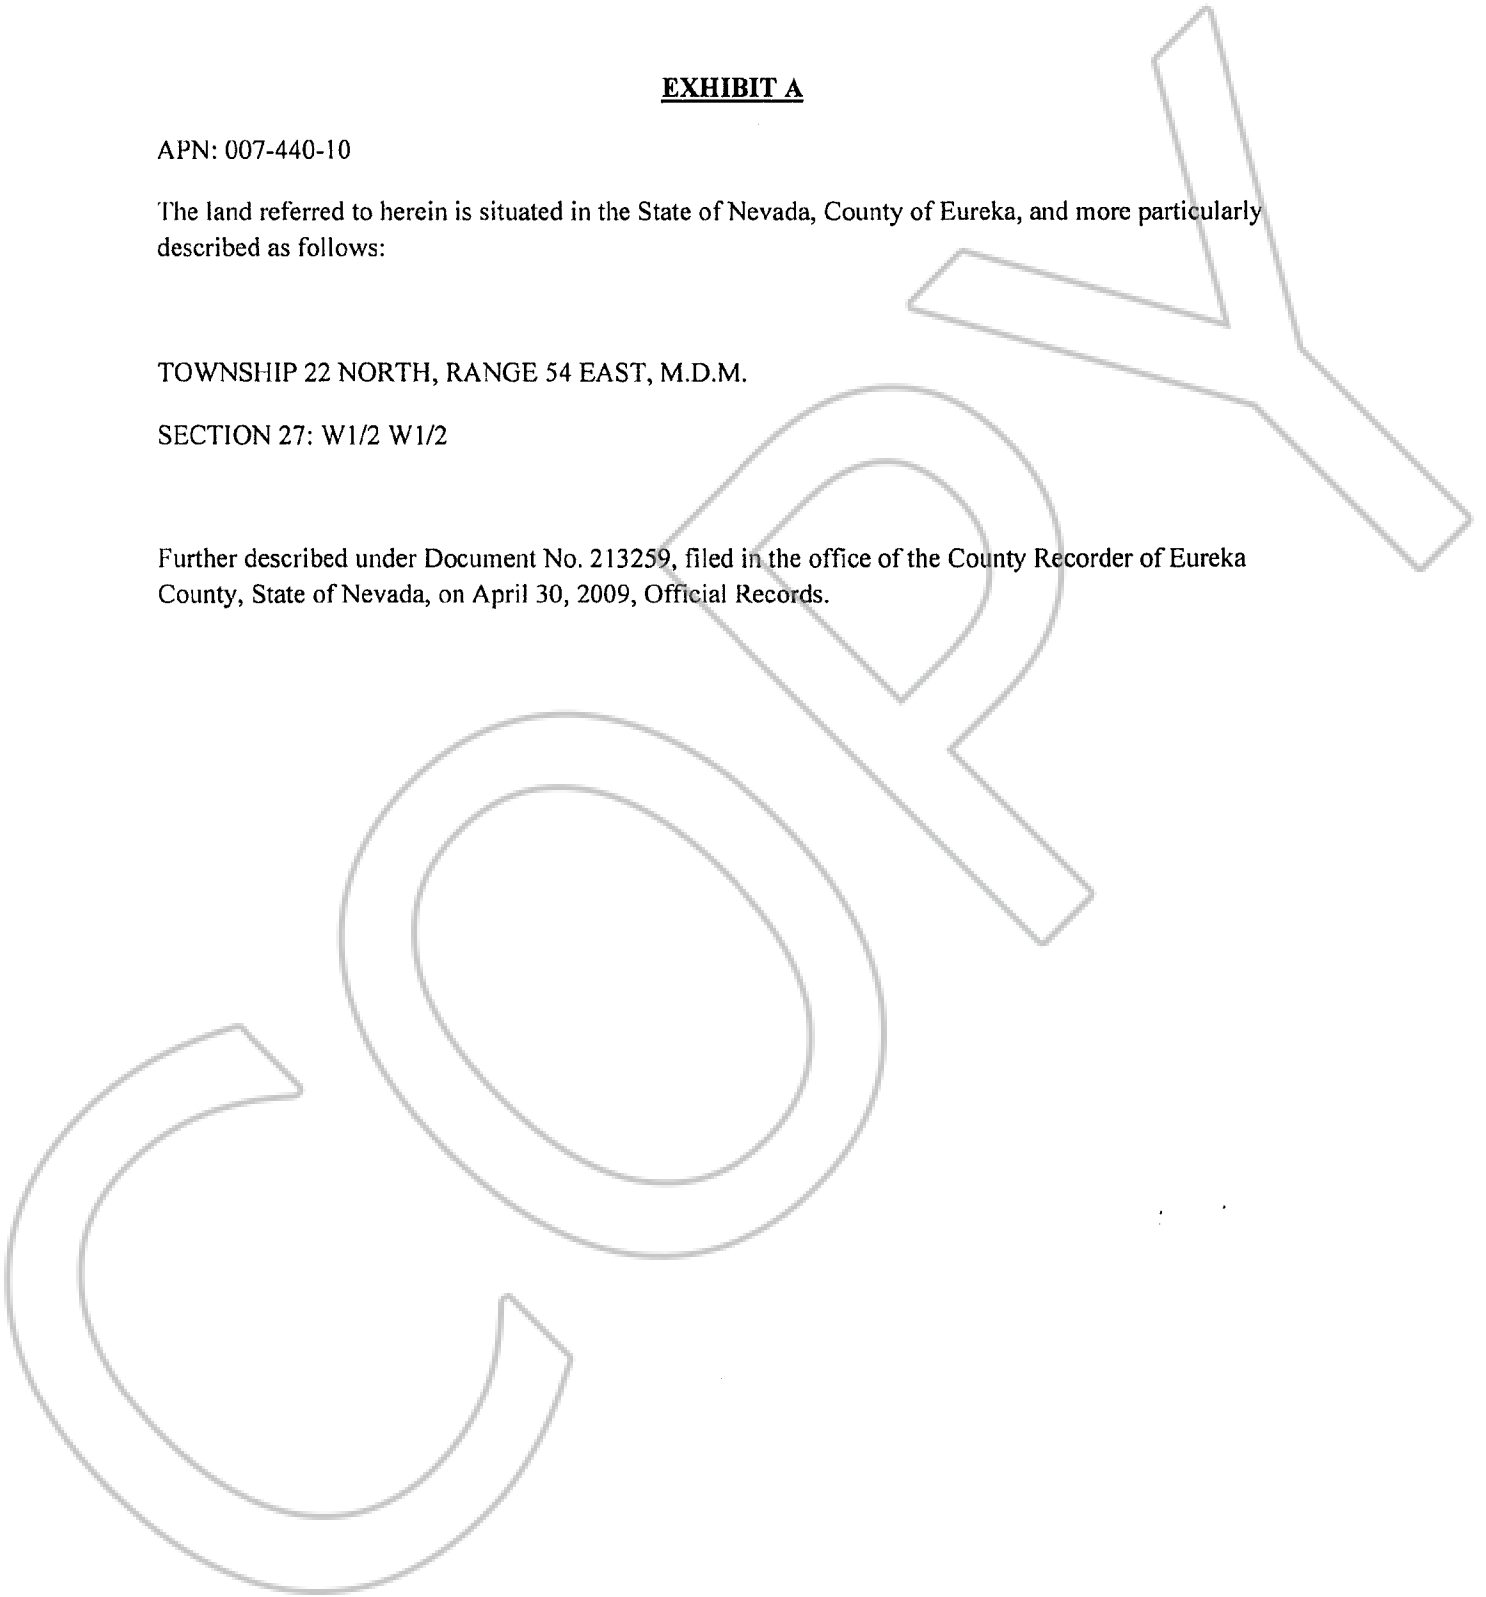 EXHIBIT A
APN: 007-440-10
The land referred to herein is situated in the State of Nevada, County of Eureka, and more particularly
described as follows:
TOWNSHIP 22 NORTH, RANGE 54 EAST, M.D.M.
SECTION 27: W1/2 W1/2
Further described under Document No. 213259, filed in the office of the County Recorder of Eureka
County, State of Nevada, on April 30, 2009, Official Records.
COPY